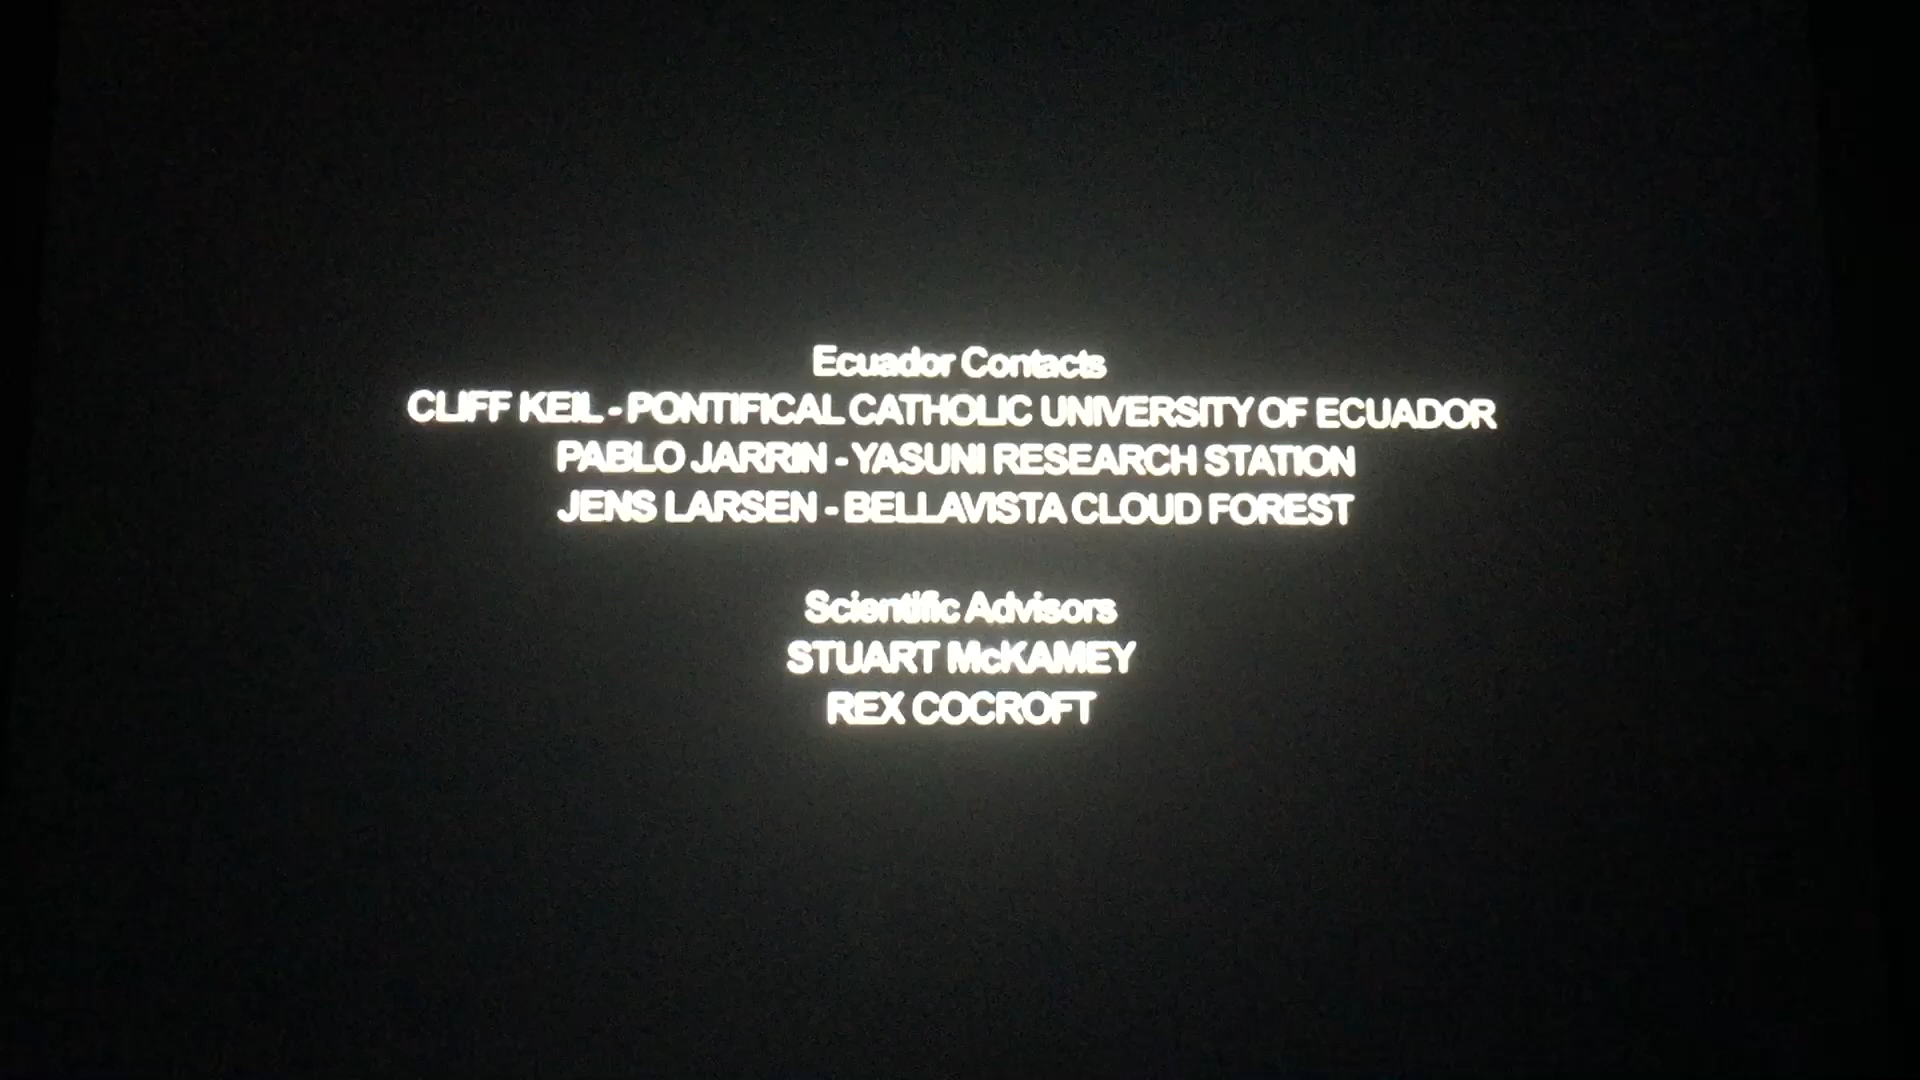 Ecuador Contacts
CLIFF KEIL - PONTIFICAL CATHOLIC UNIVERSITY OF ECUADOR
PABLO JARRIN - YASUNI RESEARCH STATION
JENS LARSEN - BELLAVISTA CLOUD FOREST
Scientific Advisors
STUART McKAMEY
REX COCROFT